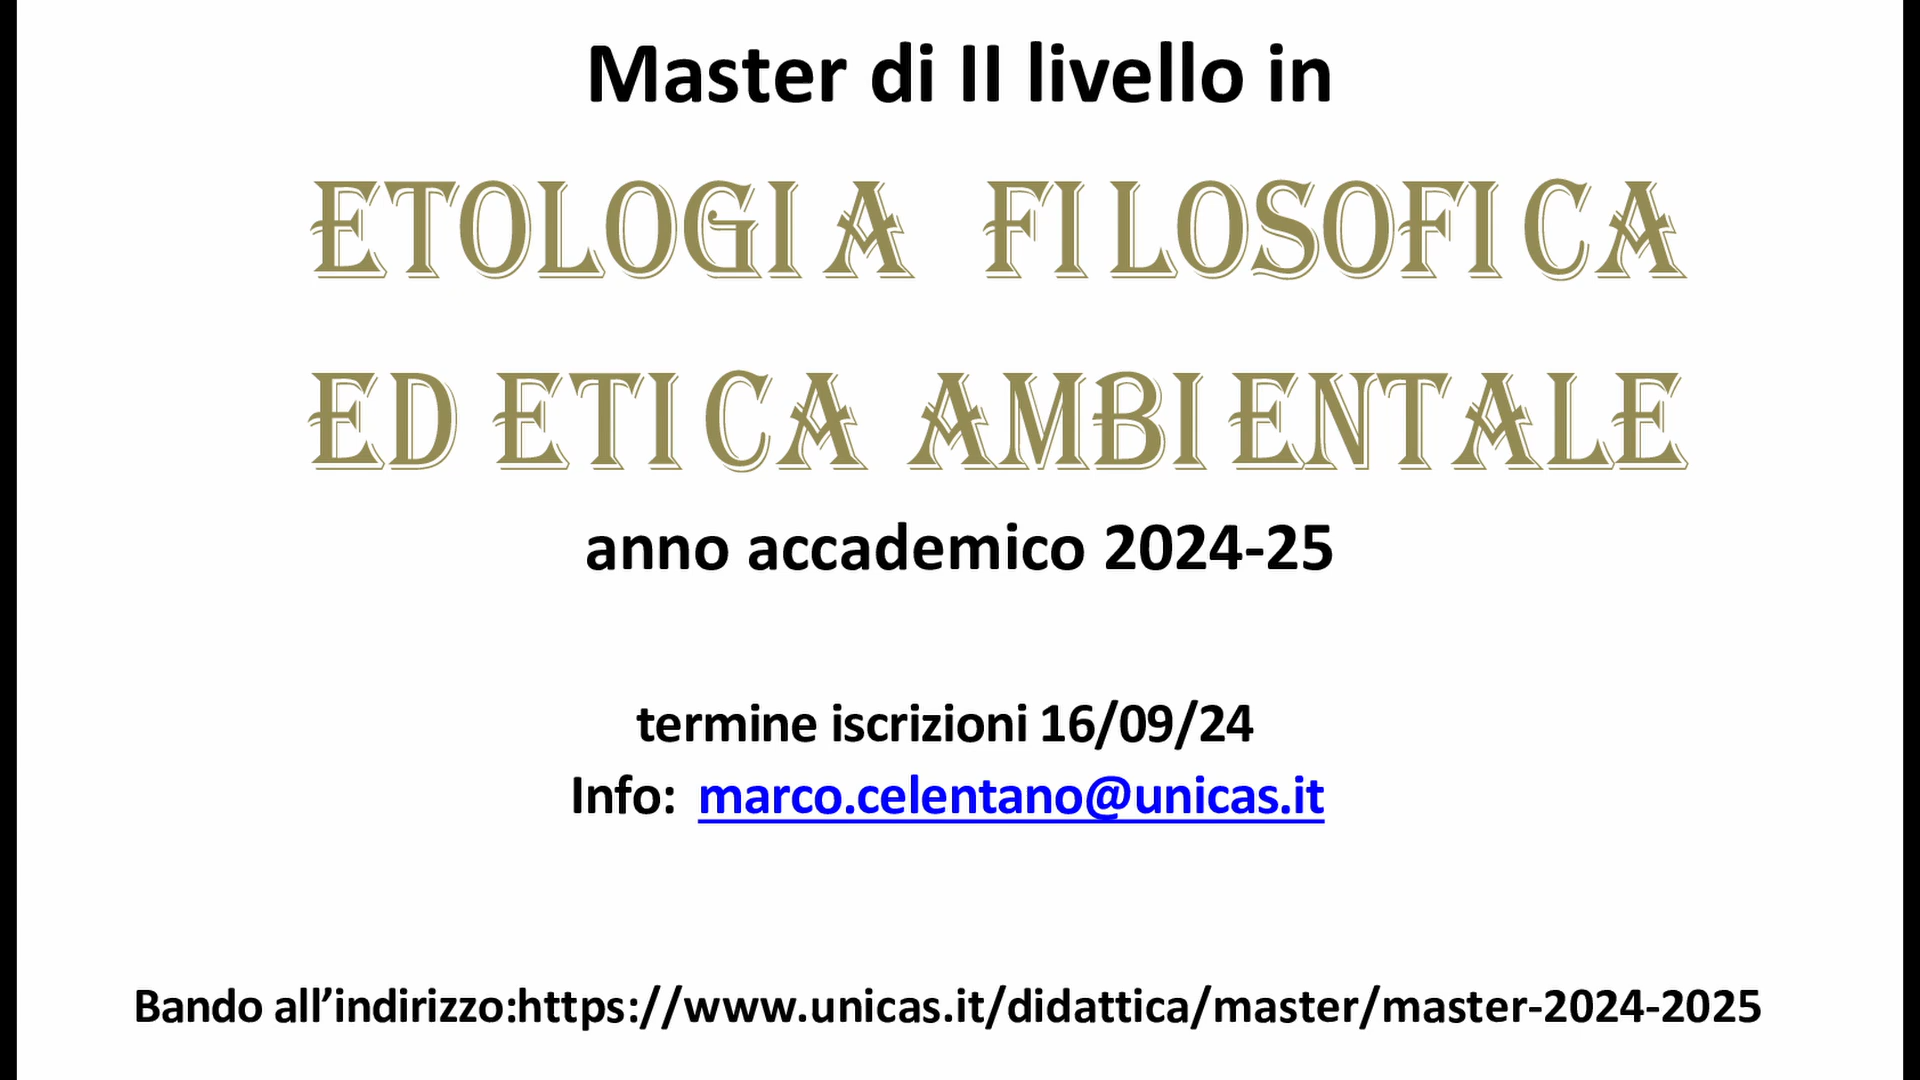 Master di II livello in
ETOLOGIA FILOSOFICA
ED ETICA AMBIENTALE
anno accademico 2024-25
termine iscrizioni 16/09/24
Info: marco.celentano@unicas.it
Bando all’indirizzo:https://www.unicas.it/didattica/master/master-2024-2025